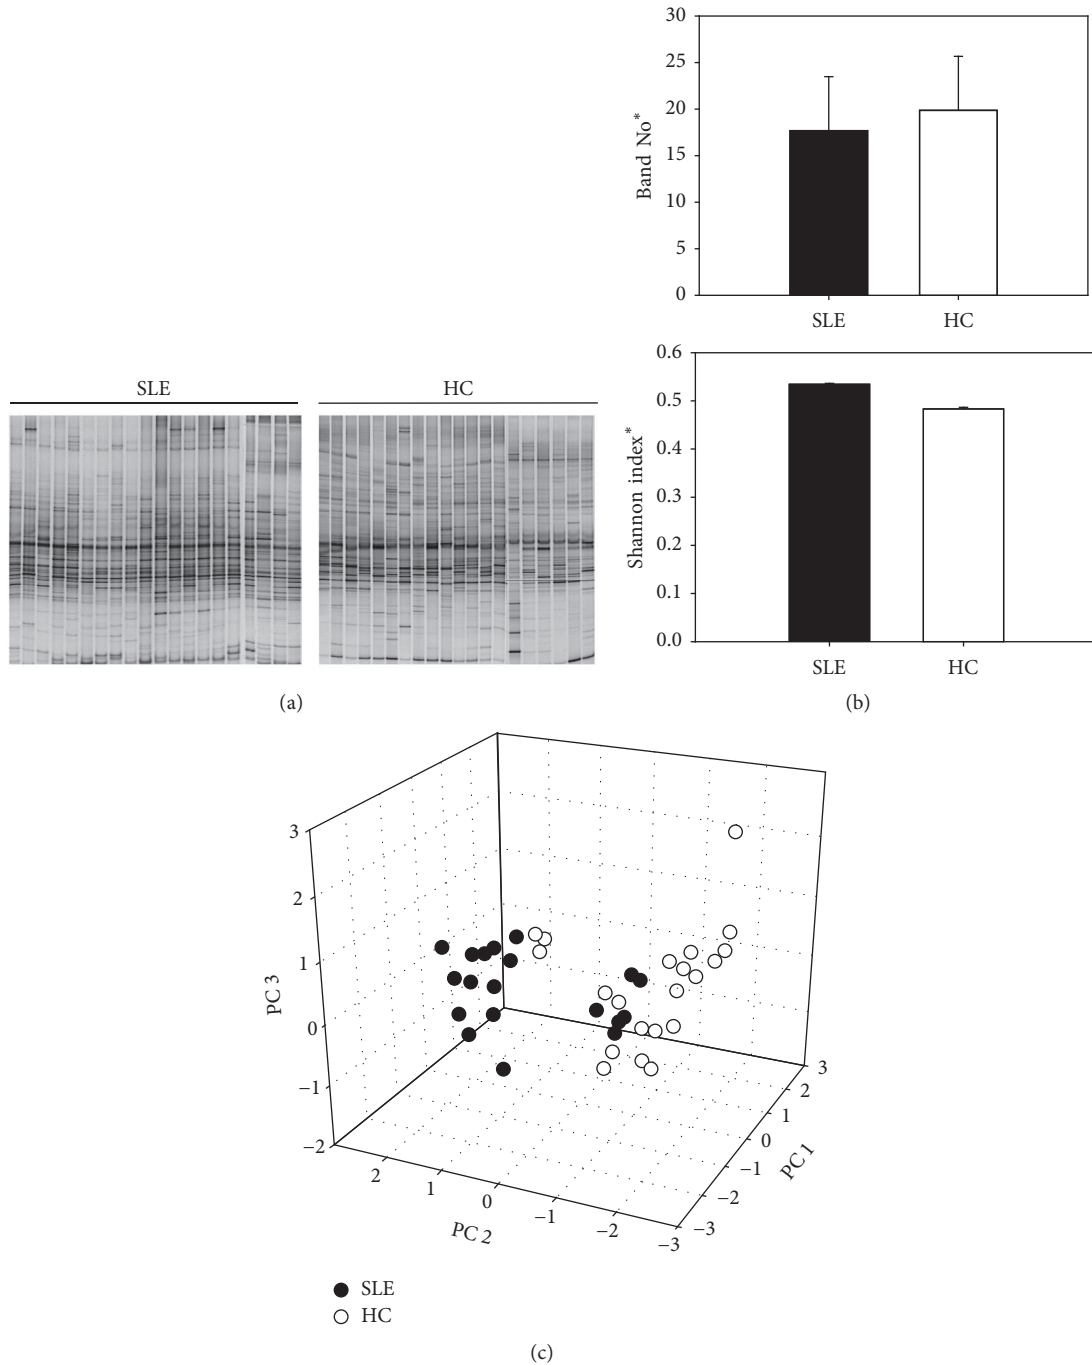 30
25
20
15
10
5
0
Band No*
SLE HC
0.6
0.5
0.4
0.3
0.2
0.1
0.0
Shannon index*
SLE HC
SLE HC
(a)
(b)
3
2
1
0
−1
−2
PC 3
2
1
0
−1
−2
−3
PC 2
3
2
1
0
−1
−2
−3
PC 1
SLE
HC
(c)